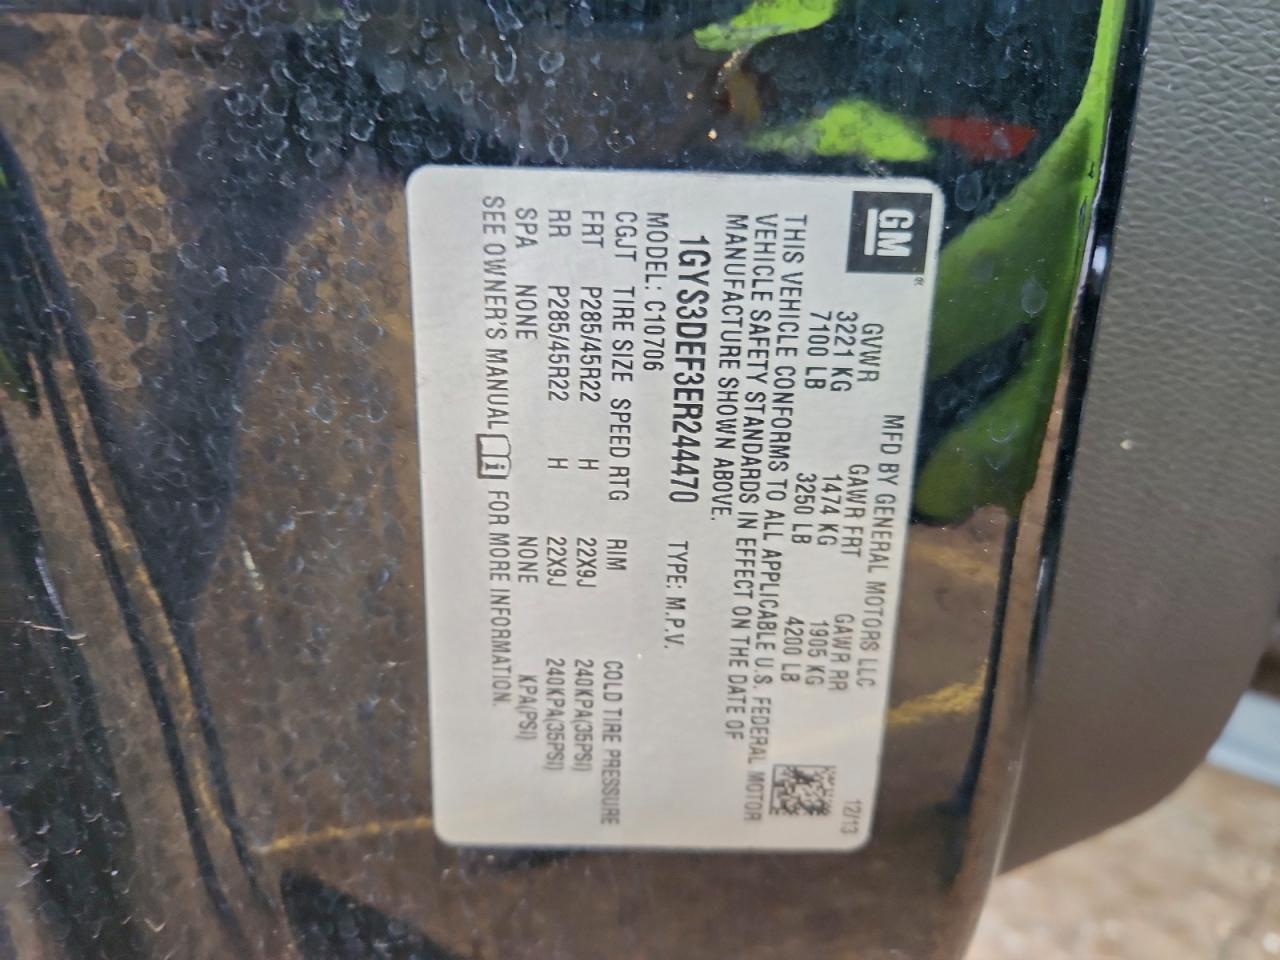 GM
MFD BY GENERAL MOTORS LLC 12/13
GVWR GAWR FRT GAWR RR
3221 KG 1474 KG 1905 KG
7100 LB 3250 LB 4200 LB
THIS VEHICLE CONFORMS TO ALL APPLICABLE U.S. FEDERAL MOTOR
VEHICLE SAFETY STANDARDS IN EFFECT ON THE DATE OF
MANUFACTURE SHOWN ABOVE.
1GYS3DEF3ER244470 TYPE: M.P.V.
MODEL: C10706
CGJT TIRE SIZE SPEED RTG RIM COLD TIRE PRESSURE
FRT P285/45R22 H 22X9J 240KPA(35PSI)
RR P285/45R22 H 22X9J 240KPA(35PSI)
SPA NONE NONE KPA(PSI)
SEE OWNER'S MANUAL i FOR MORE INFORMATION.